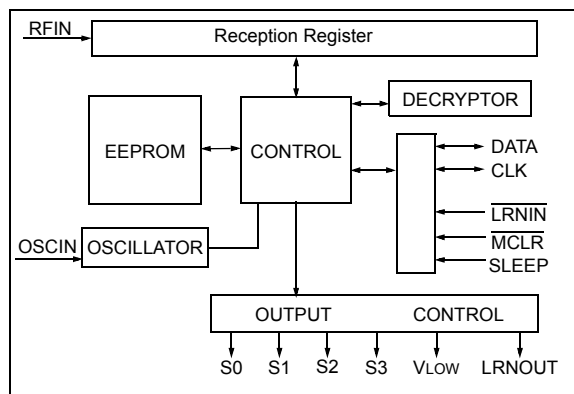 RFIN
Reception Register
DECRYPTOR
EEPROM
CONTROL
DATA
CLK
LRNIN
MCLR
SLEEP
OSCIN
OSCILLATOR
OUTPUT CONTROL
S0 S1 S2 S3 VLOW LRNOUT